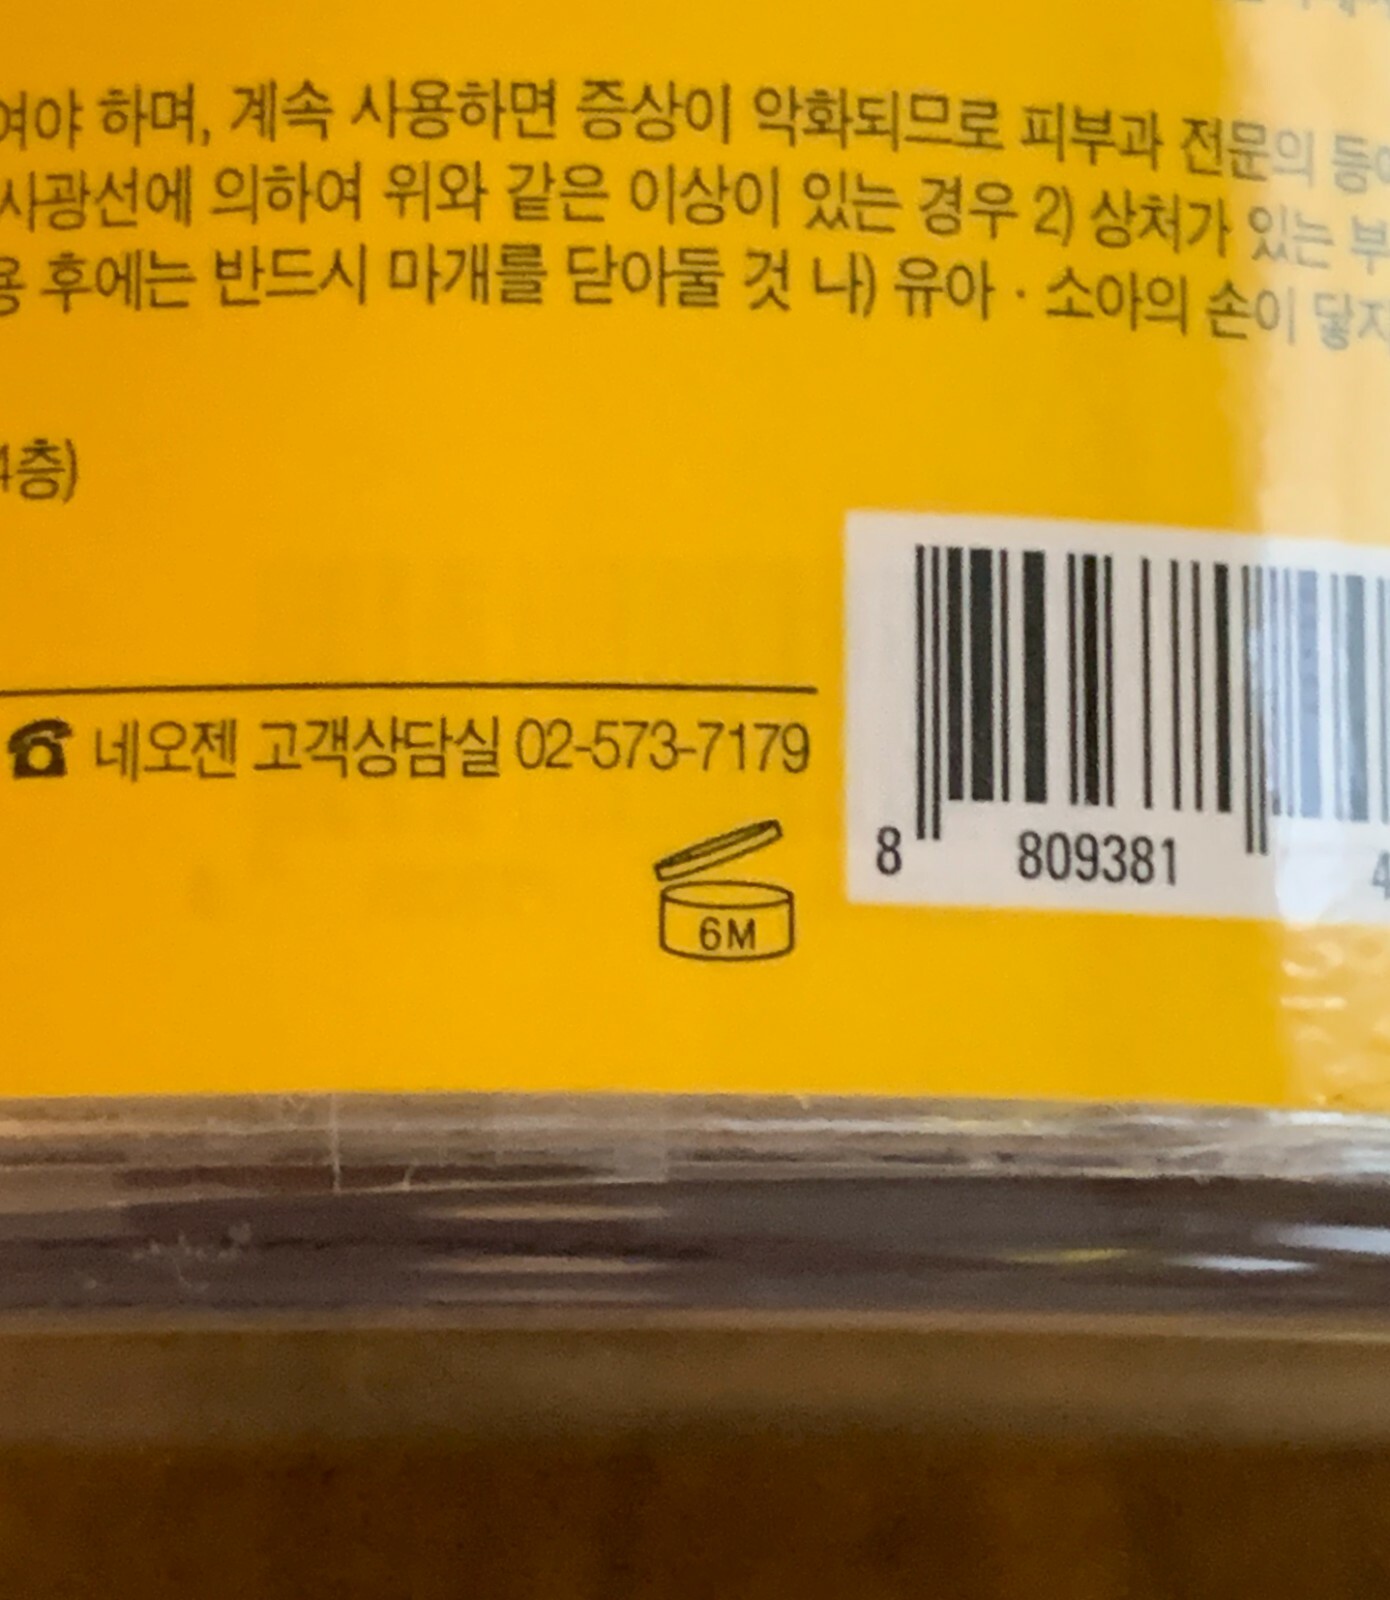 여야 하며, 계속 사용하면 증상이 악화되므로 피부과 전문의
사광선에 의하여 위와 같은 이상이 있는 경우 2) 상처가 있는
후에는 반드시 마개를 닫아둘 것 나) 유아 · 소아의 손이
4층)
☎ 네오젠 고객상담실 02-573-7179
6M
8 809381 4